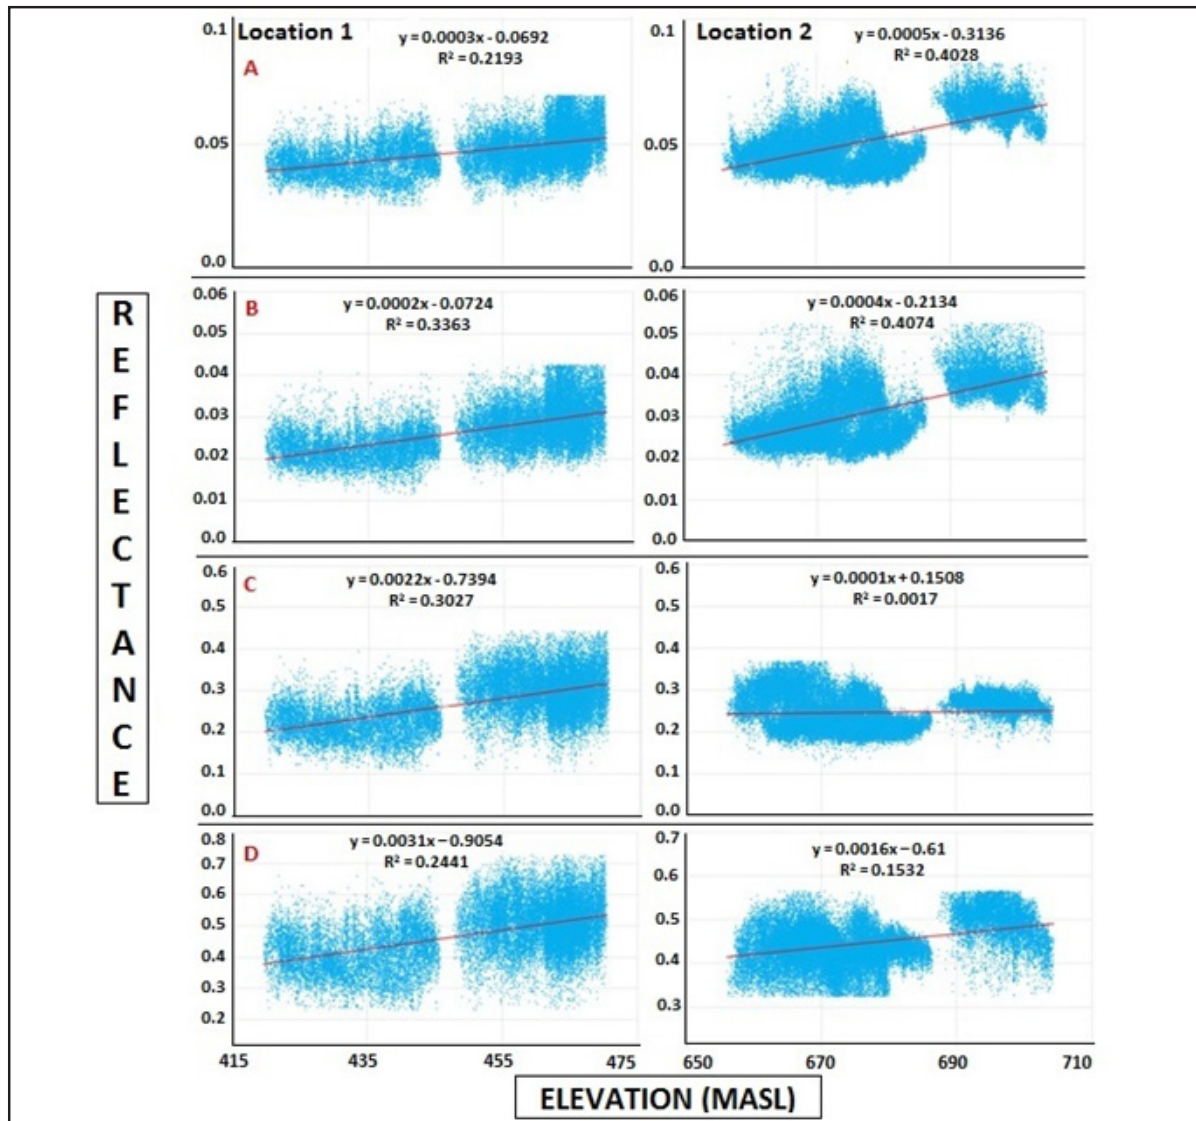 Location 1
y = 0.0003x - 0.0692
R² = 0.2193
A
0.1
0.05
0.0
Location 2
y = 0.0005x - 0.3136
R² = 0.4028
0.1
0.05
0.0
REFLECTANCE
B
y = 0.0002x - 0.0724
R² = 0.3363
0.06
0.05
0.04
0.03
0.02
0.01
0.0
y = 0.0004x - 0.2134
R² = 0.4074
0.06
0.05
0.04
0.03
0.02
0.01
0.0
C
y = 0.0022x - 0.7394
R² = 0.3027
0.6
0.5
0.4
0.3
0.2
0.1
0.0
y = 0.0001x + 0.1508
R² = 0.0017
0.6
0.5
0.4
0.3
0.2
0.1
0.0
D
y = 0.0031x – 0.9054
R² = 0.2441
0.8
0.7
0.6
0.5
0.4
0.3
0.2
y = 0.0016x – 0.61
R² = 0.1532
0.7
0.6
0.5
0.4
0.3
415 435 455 475
650 670 690 710
ELEVATION (MASL)